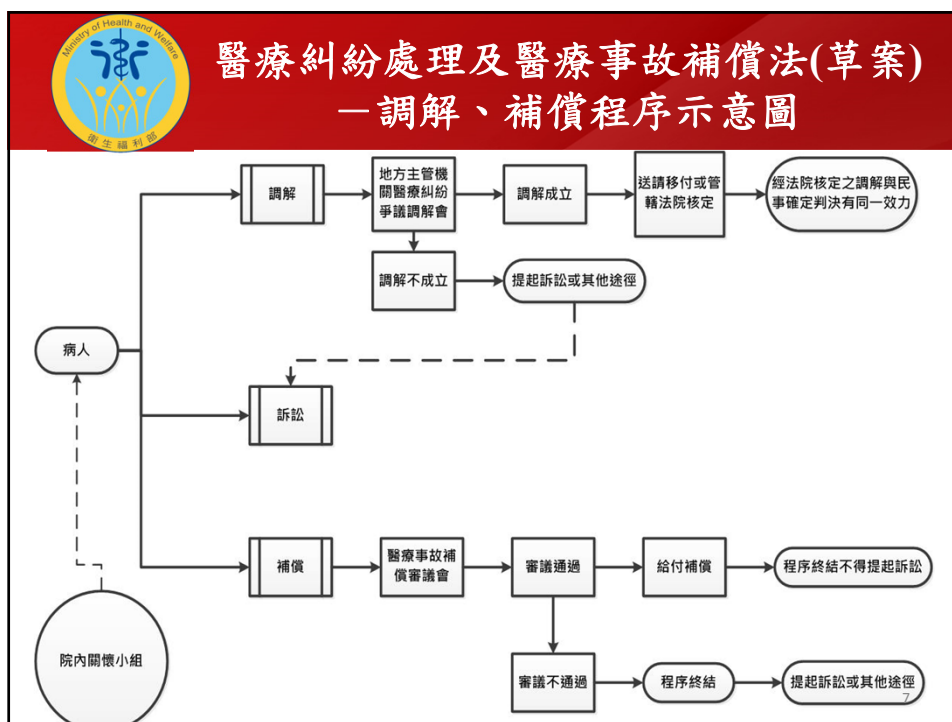 Ministry of Health and Welfare
衛生福利部
醫療糾紛處理及醫療事故補償法(草案)
－調解、補償程序示意圖
調解
地方主管機
關醫療糾紛
爭議調解會
調解成立
送請移付或管
轄法院核定
經法院核定之調解與民
事確定判決有同一效力
調解不成立
提起訴訟或其他途徑
病人
訴訟
補償
醫療事故補
償審議會
審議通過
給付補償
程序終結不得提起訴訟
院內關懷小組
審議不通過
程序終結
提起訴訟或其他途徑
7